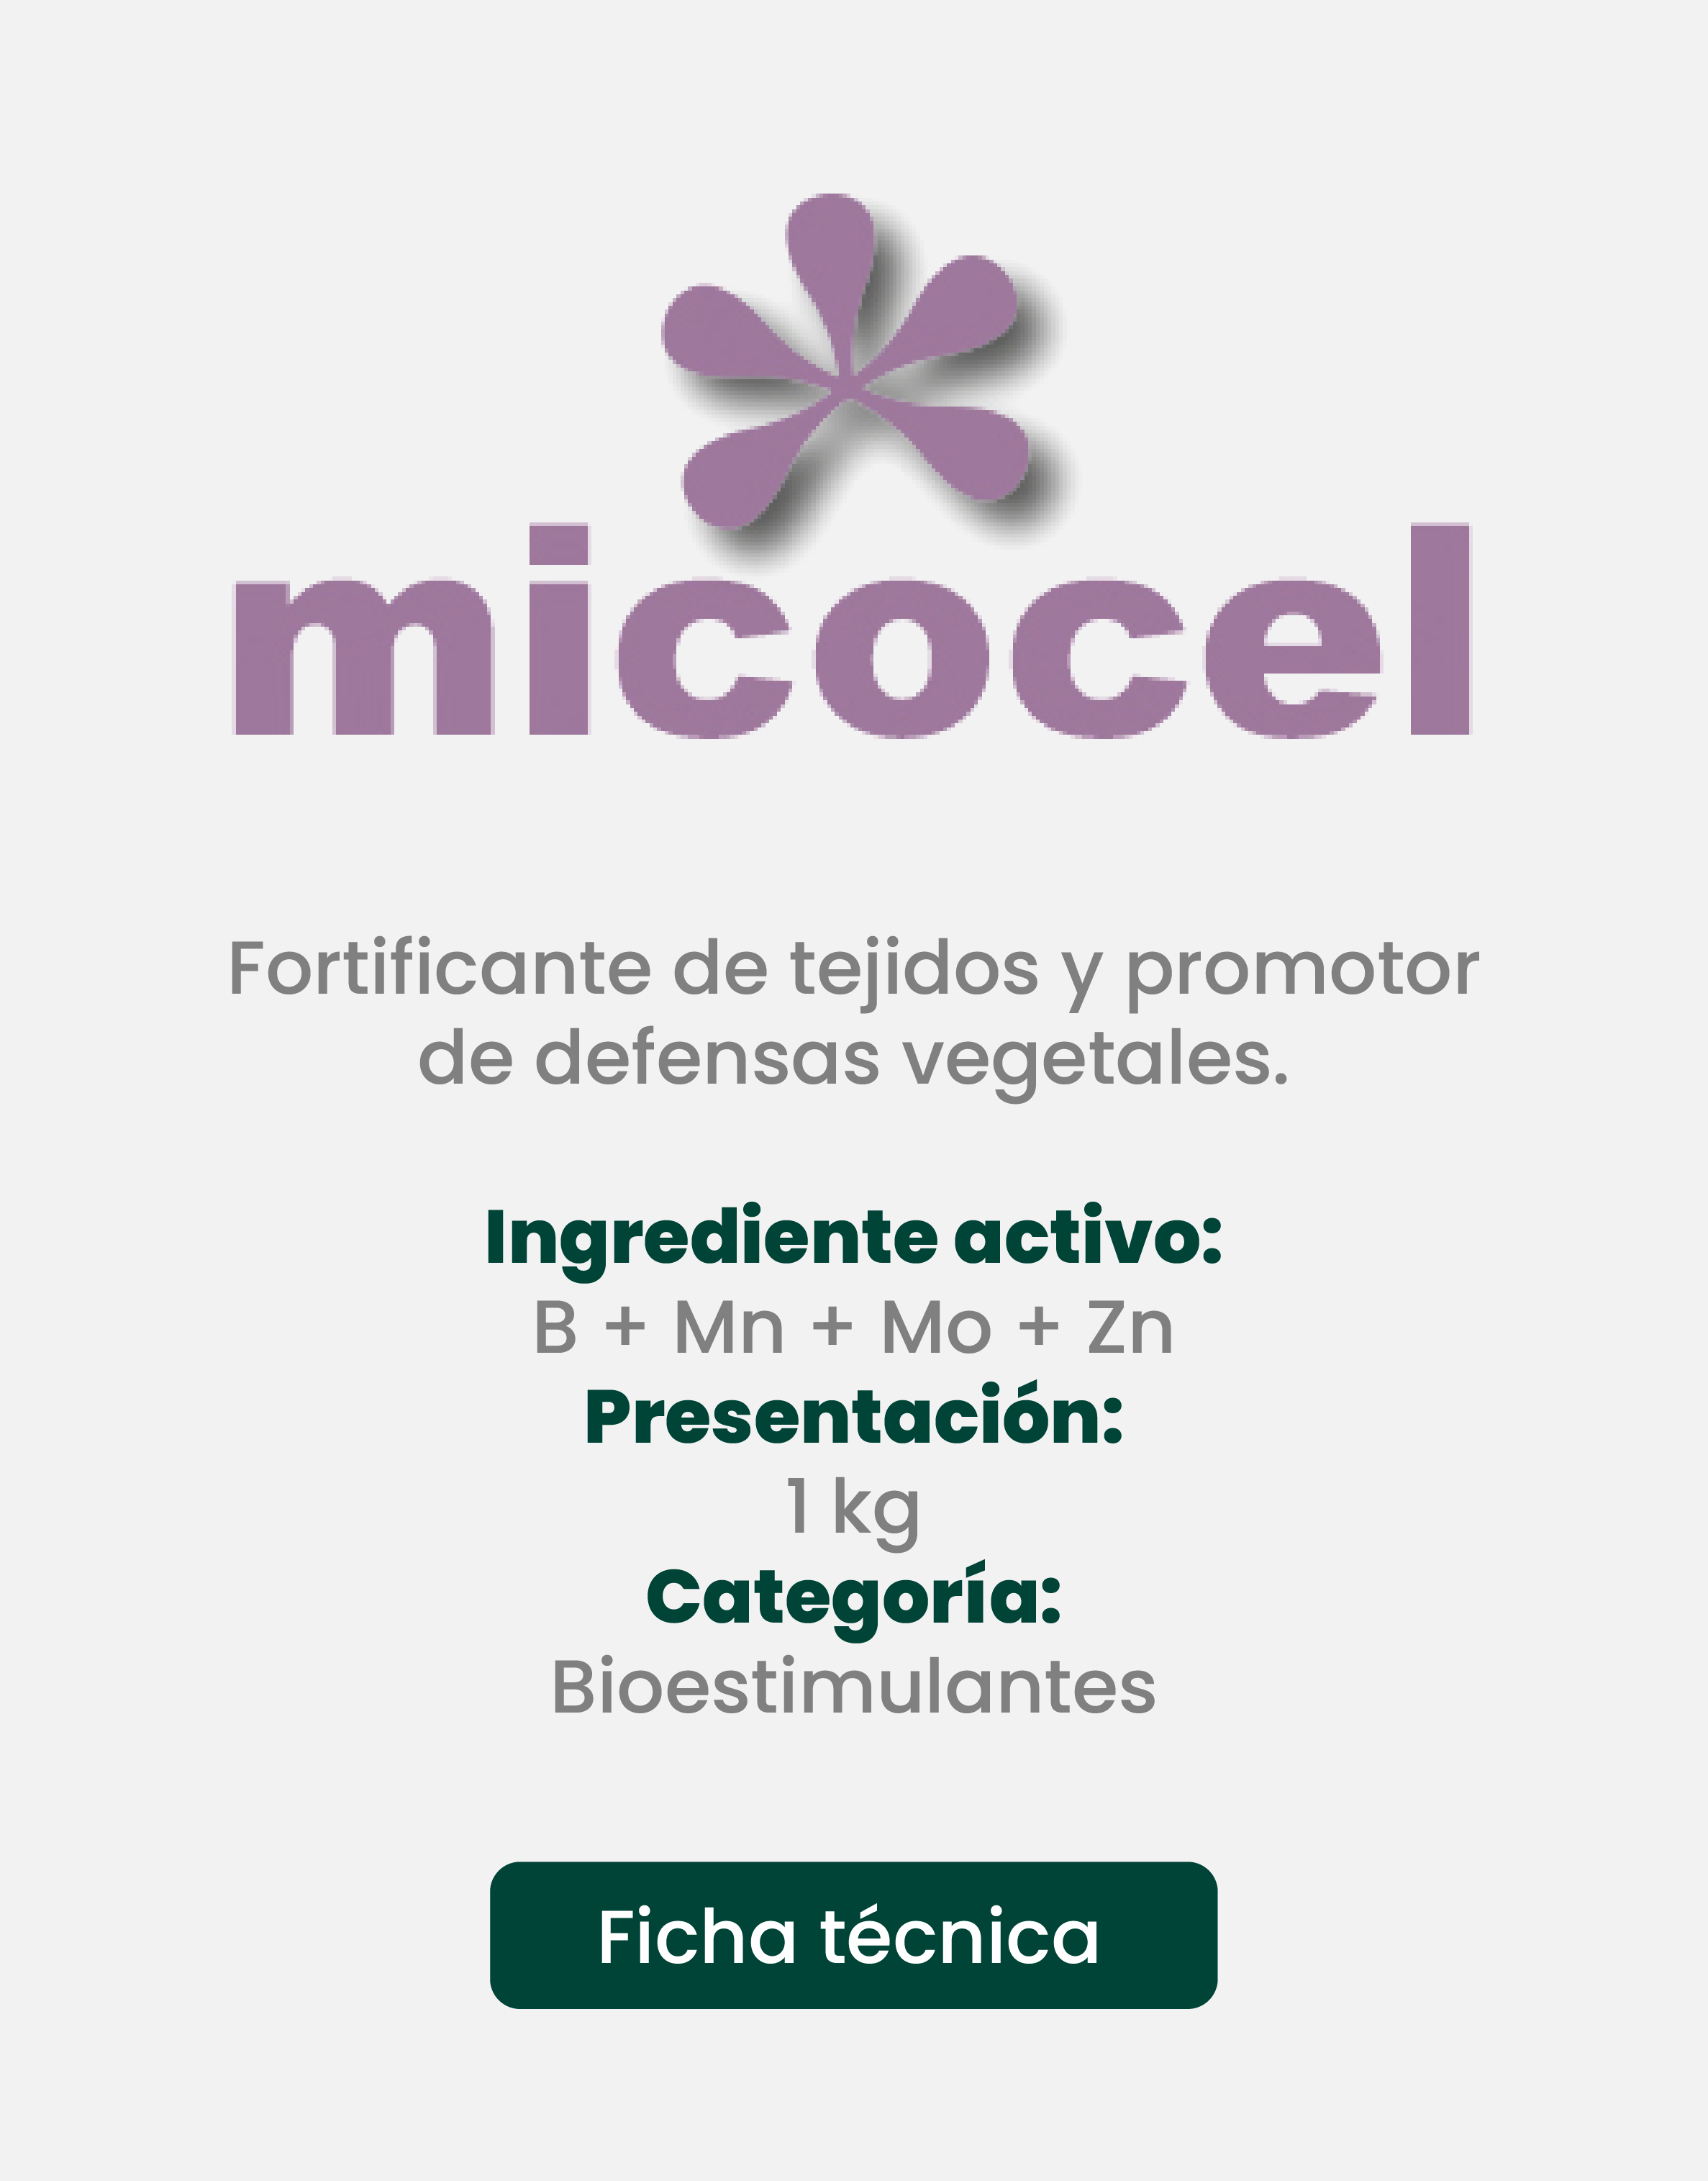 micocel
Fortificante de tejidos y promotor
de defensas vegetales.
Ingrediente activo:
B + Mn + Mo + Zn
Presentación:
1 kg
Categoría:
Bioestimulantes
Ficha técnica